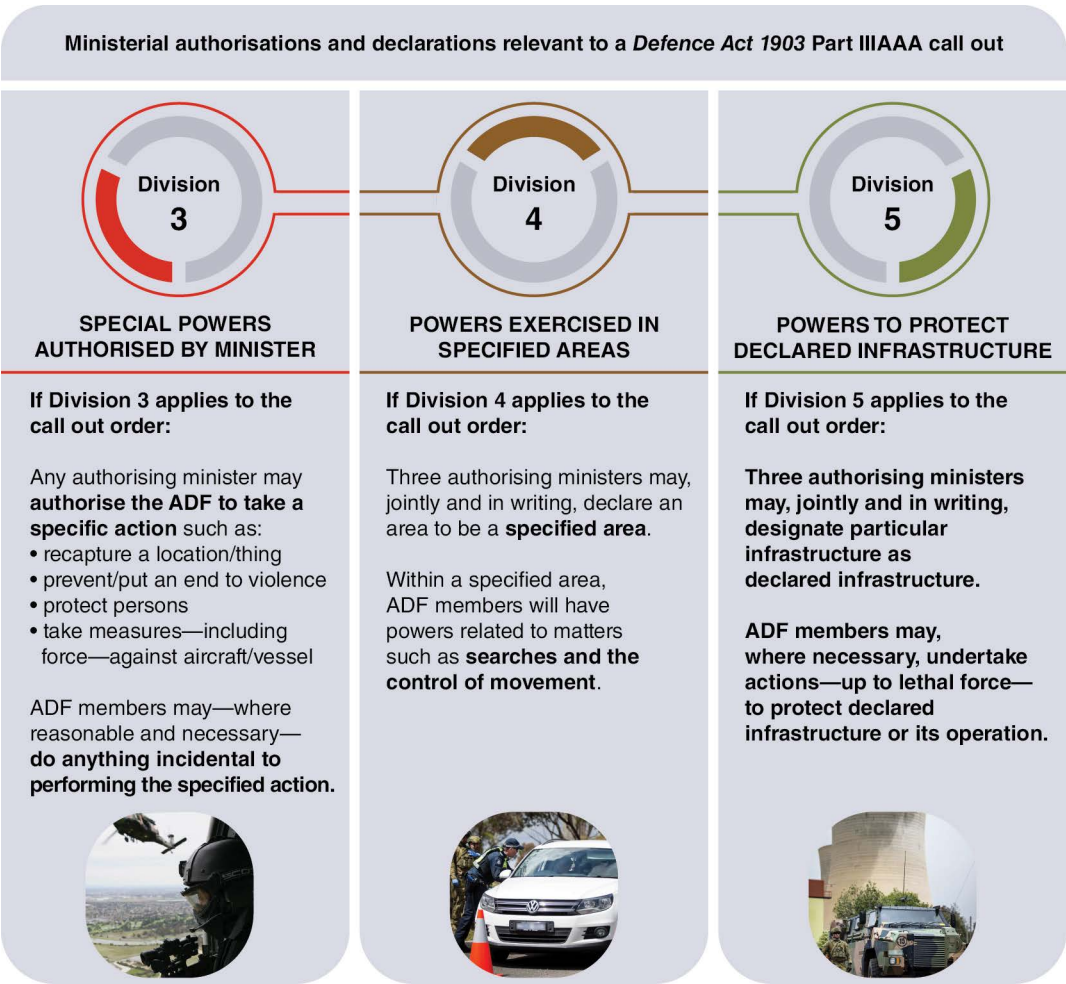 Ministerial authorisations and declarations relevant to a Defence Act 1903 Part IIIAAA call out
Division
3
SPECIAL POWERS
AUTHORISED BY MINISTER
If Division 3 applies to the
call out order:
Any authorising minister may
authorise the ADF to take a
specific action such as:
• recapture a location/thing
• prevent/put an end to violence
• protect persons
• take measures—including
force—against aircraft/vessel
ADF members may—where
reasonable and necessary—
do anything incidental to
performing the specified action.
Division
4
POWERS EXERCISED IN
SPECIFIED AREAS
If Division 4 applies to the
call out order:
Three authorising ministers may,
jointly and in writing, declare an
area to be a specified area.
Within a specified area,
ADF members will have
powers related to matters
such as searches and the
control of movement.
Division
5
POWERS TO PROTECT
DECLARED INFRASTRUCTURE
If Division 5 applies to the
call out order:
Three authorising ministers
may, jointly and in writing,
designate particular
infrastructure as
declared infrastructure.
ADF members may,
where necessary, undertake
actions—up to lethal force—
to protect declared
infrastructure or its operation.